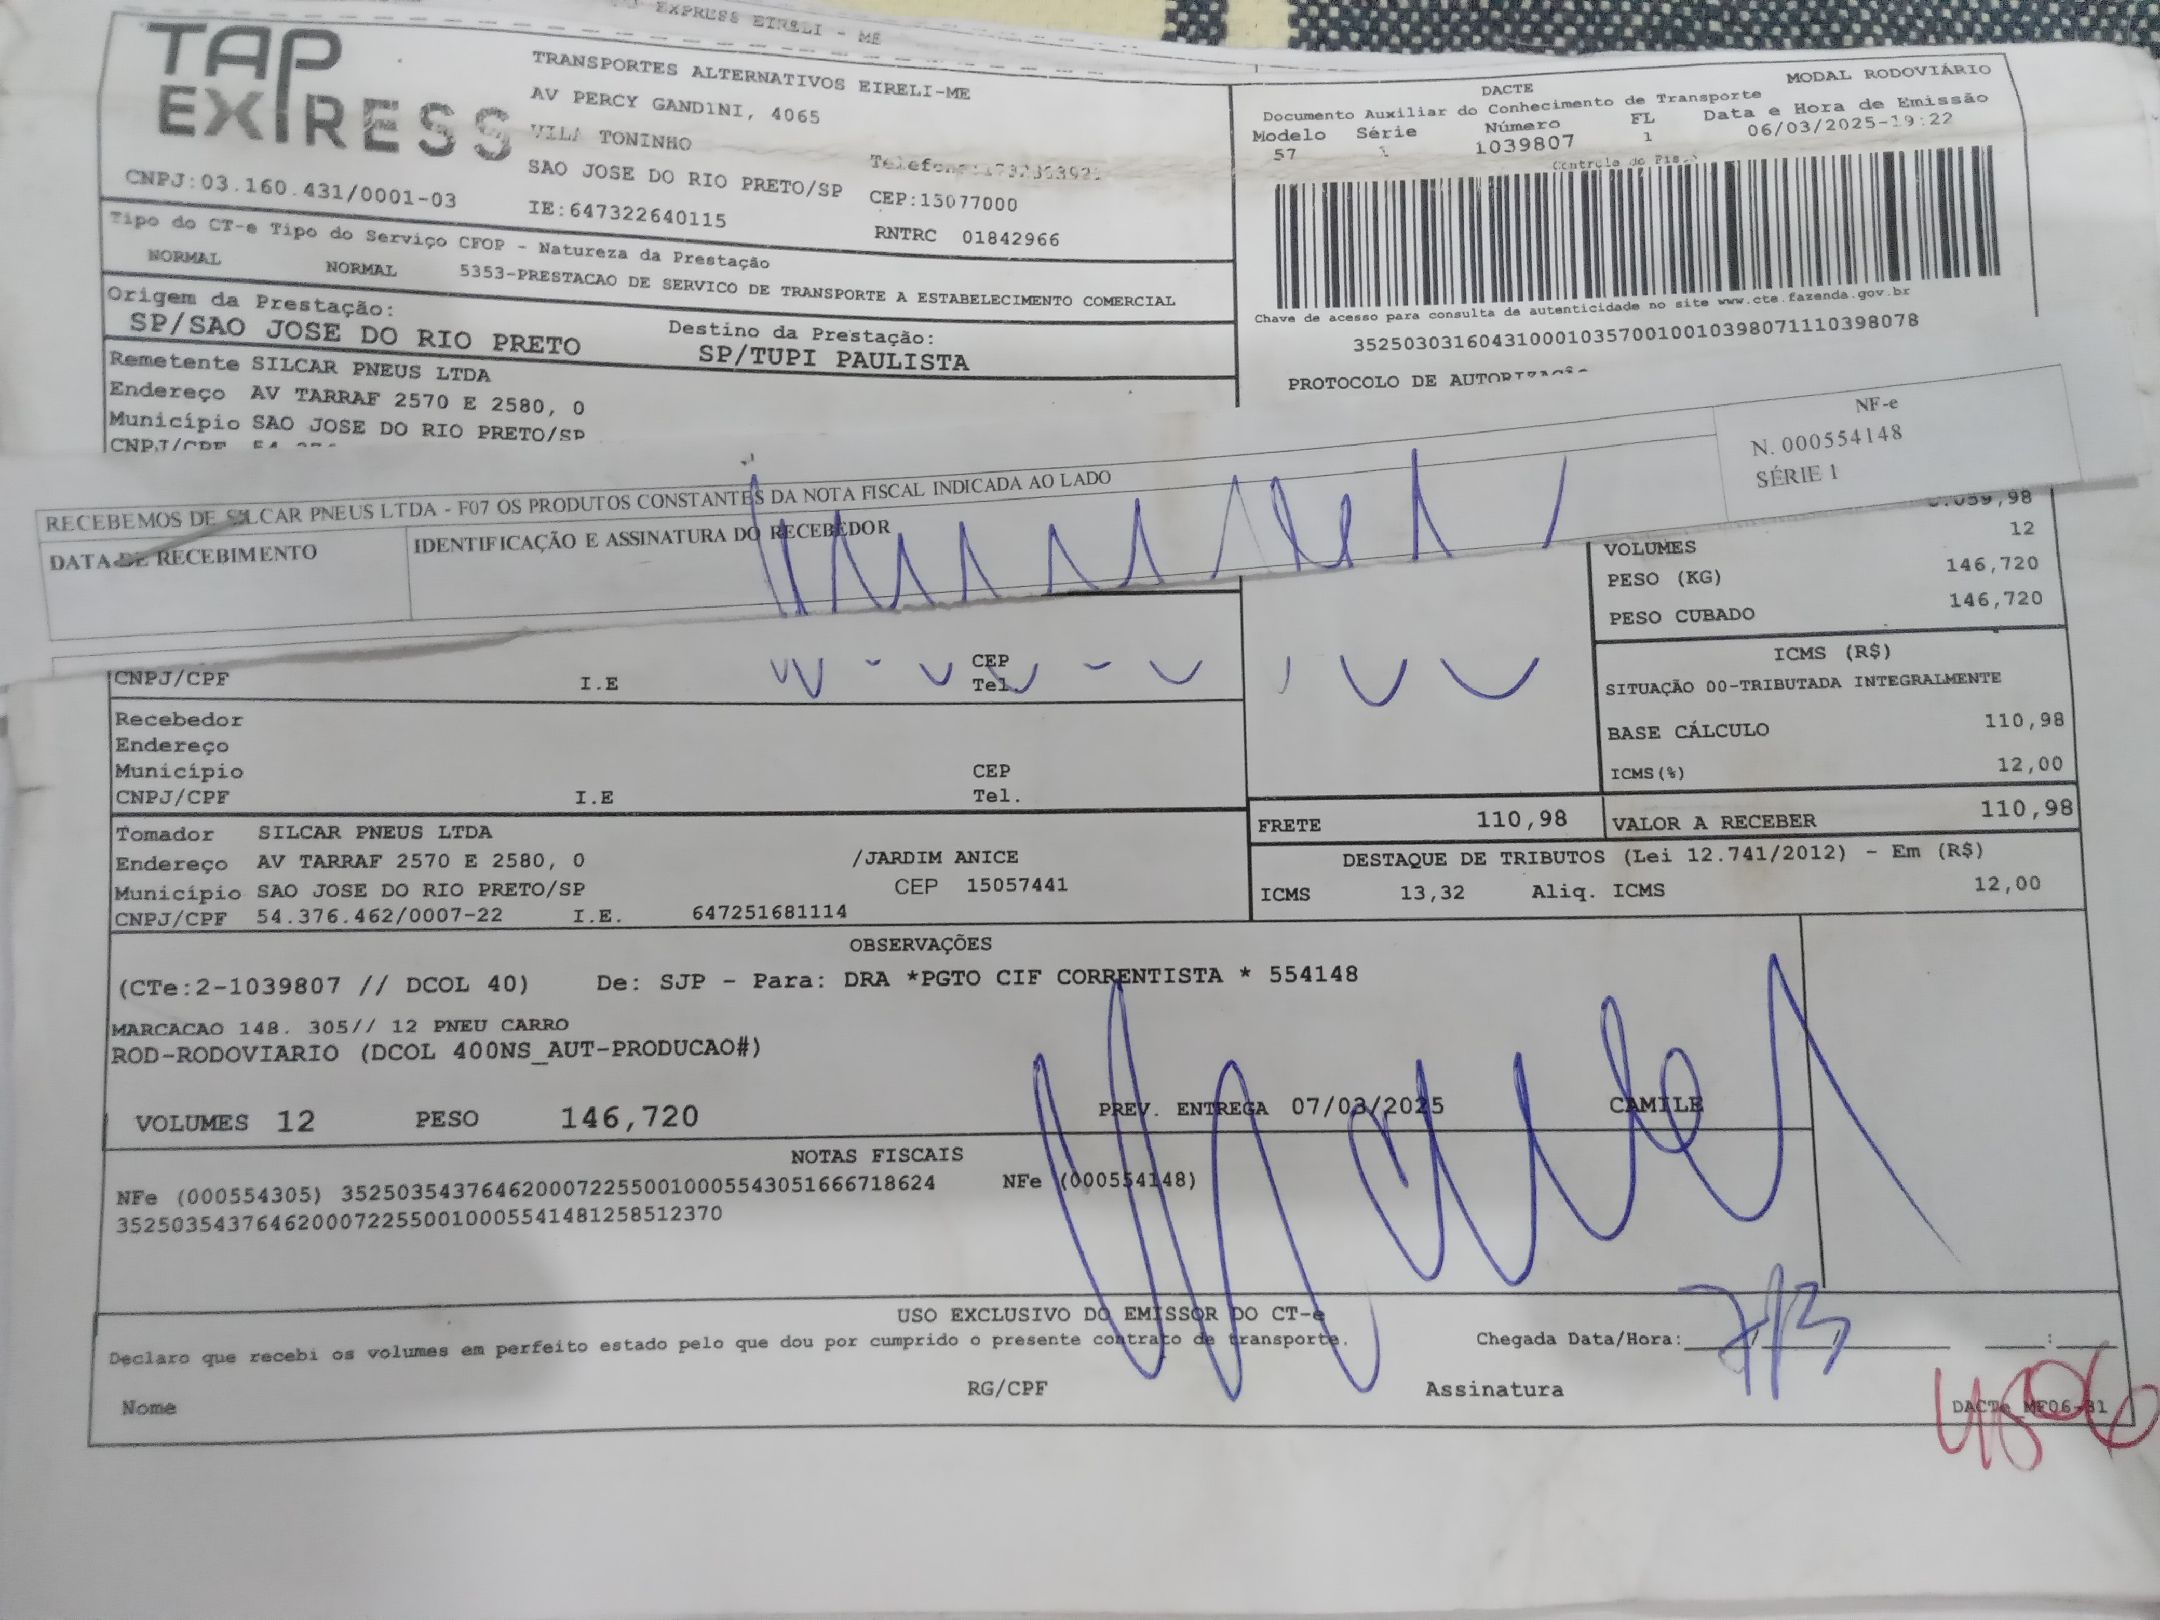 EXPRESS EIRELI - ME
TAP
EXPRESS
TRANSPORTES ALTERNATIVOS EIRELI-ME
AV PERCY GANDINI, 4065
VILA TONINHO
SAO JOSE DO RIO PRETO/SP
CEP:15077000
CNPJ:03.160.431/0001-03
IE:647322640115
RNTRC 01842966
DACTE
MODAL RODOVIÁRIO
Documento Auxiliar do Conhecimento de Transporte
Modelo Série Número FL Data e Hora de Emissão
57 1 1039807 1 06/03/2025-19:22
Controle do
Chave de acesso para consulta de autenticidade no site www.cte.fazenda.gov.br
35250303160431000103570010010398071110398078
PROTOCOLO DE AUTORIZAÇÃO
Tipo do CT-e Tipo do Serviço CFOP - Natureza da Prestação
NORMAL NORMAL 5353-PRESTACAO DE SERVICO DE TRANSPORTE A ESTABELECIMENTO COMERCIAL
Origem da Prestação:
SP/SAO JOSE DO RIO PRETO
Destino da Prestação:
SP/TUPI PAULISTA
Remetente SILCAR PNEUS LTDA
Endereço AV TARRAF 2570 E 2580, 0
Município SAO JOSE DO RIO PRETO/SP
CNPJ/CPF
RECEBEMOS DE SILCAR PNEUS LTDA - F07 OS PRODUTOS CONSTANTES DA NOTA FISCAL INDICADA AO LADO
DATA DE RECEBIMENTO
IDENTIFICAÇÃO E ASSINATURA DO RECEBEDOR
NF-e
N. 000554148
SÉRIE 1
VOLUMES 12
PESO (KG) 146,720
PESO CUBADO 146,720
ICMS (R$)
SITUAÇÃO 00-TRIBUTADA INTEGRALMENTE
BASE CÁLCULO 110,98
ICMS(%) 12,00
CEP
CNPJ/CPF I.E Tel.
Recebedor
Endereço
Município CEP
CNPJ/CPF I.E Tel.
FRETE 110,98 VALOR A RECEBER 110,98
Tomador SILCAR PNEUS LTDA
Endereço AV TARRAF 2570 E 2580, 0 /JARDIM ANICE
Município SAO JOSE DO RIO PRETO/SP CEP 15057441
CNPJ/CPF 54.376.462/0007-22 I.E. 647251681114
DESTAQUE DE TRIBUTOS (Lei 12.741/2012) - Em (R$)
ICMS 13,32 Aliq. ICMS 12,00
OBSERVAÇÕES
(CTe:2-1039807 // DCOL 40) De: SJP - Para: DRA *PGTO CIF CORRENTISTA * 554148
MARCACAO 148. 305// 12 PNEU CARRO
ROD-RODOVIARIO (DCOL 400NS_AUT-PRODUCAO#)
VOLUMES 12 PESO 146,720 PREV. ENTREGA 07/03/2025 CAMILE
NOTAS FISCAIS
NFe (000554305) 35250354376462000722550010005543051666718624 NFe (000554148)
35250354376462000722550010005541481258512370
USO EXCLUSIVO DO EMISSOR DO CT-e
Declaro que recebi os volumes em perfeito estado pelo que dou por cumprido o presente contrato de transporte. Chegada Data/Hora: 7/3
Nome RG/CPF Assinatura